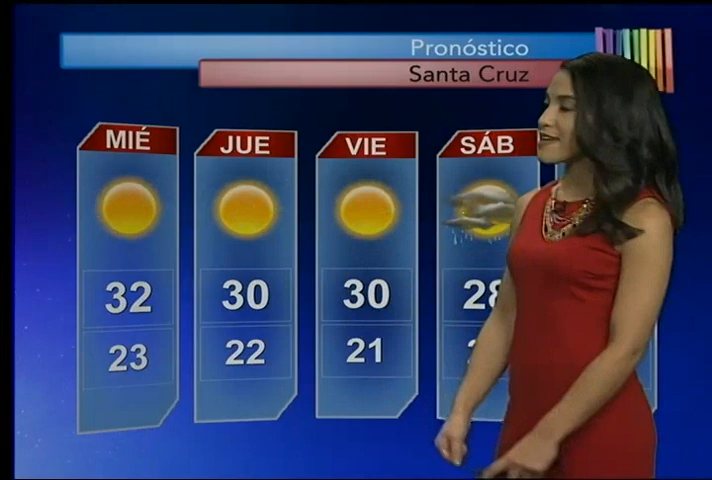 Pronóstico
Santa Cruz
MIÉ JUE VIE SÁB
32 30 30 28
23 22 21